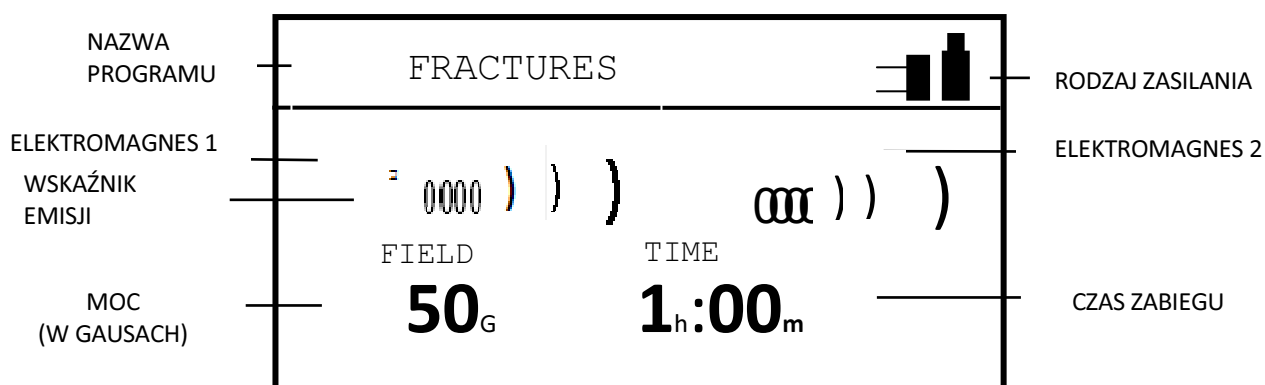 NAZWA
PROGRAMU
FRACTURES
RODZAJ ZASILANIA
ELEKTROMAGNES 1
ELEKTROMAGNES 2
WSKAŹNIK
EMISJI
FIELD
TIME
MOC
(W GAUSACH)
50G
1h:00m
CZAS ZABIEGU